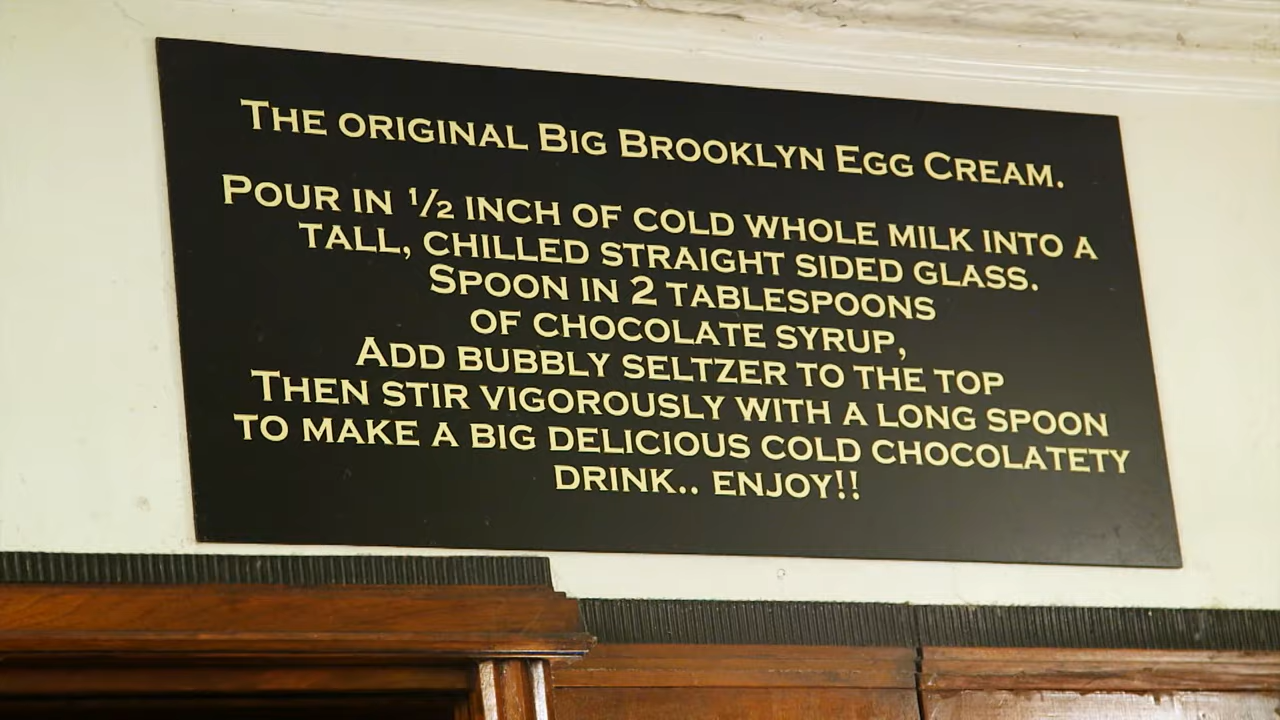 The original Big Brooklyn Egg Cream.
Pour in ½ inch of cold whole milk into a
tall, chilled straight sided glass.
Spoon in 2 tablespoons
of chocolate syrup,
Add bubbly seltzer to the top
Then stir vigorously with a long spoon
to make a big delicious cold chocolatety
drink.. enjoy!!